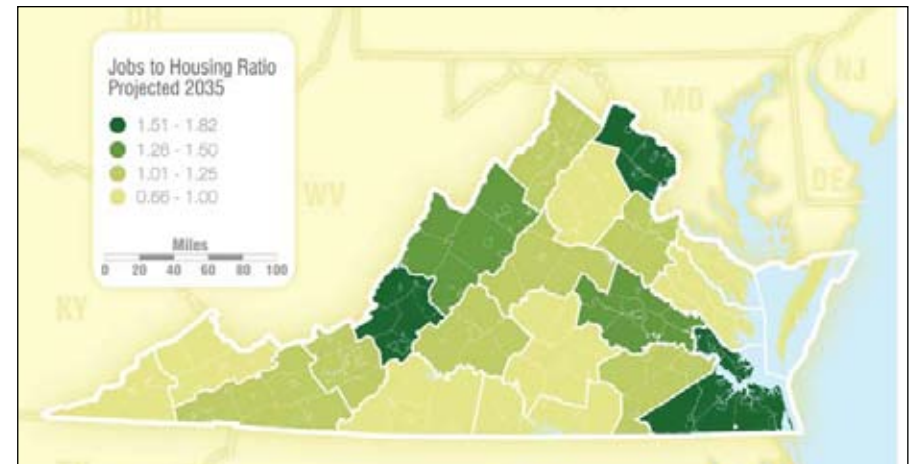 Jobs to Housing Ratio
Projected 2035
1.51 - 1.82
1.26 - 1.50
1.01 - 1.25
0.66 - 1.00
Miles
0 20 40 60 80 100
OH
NJ
MD
DE
WV
KY